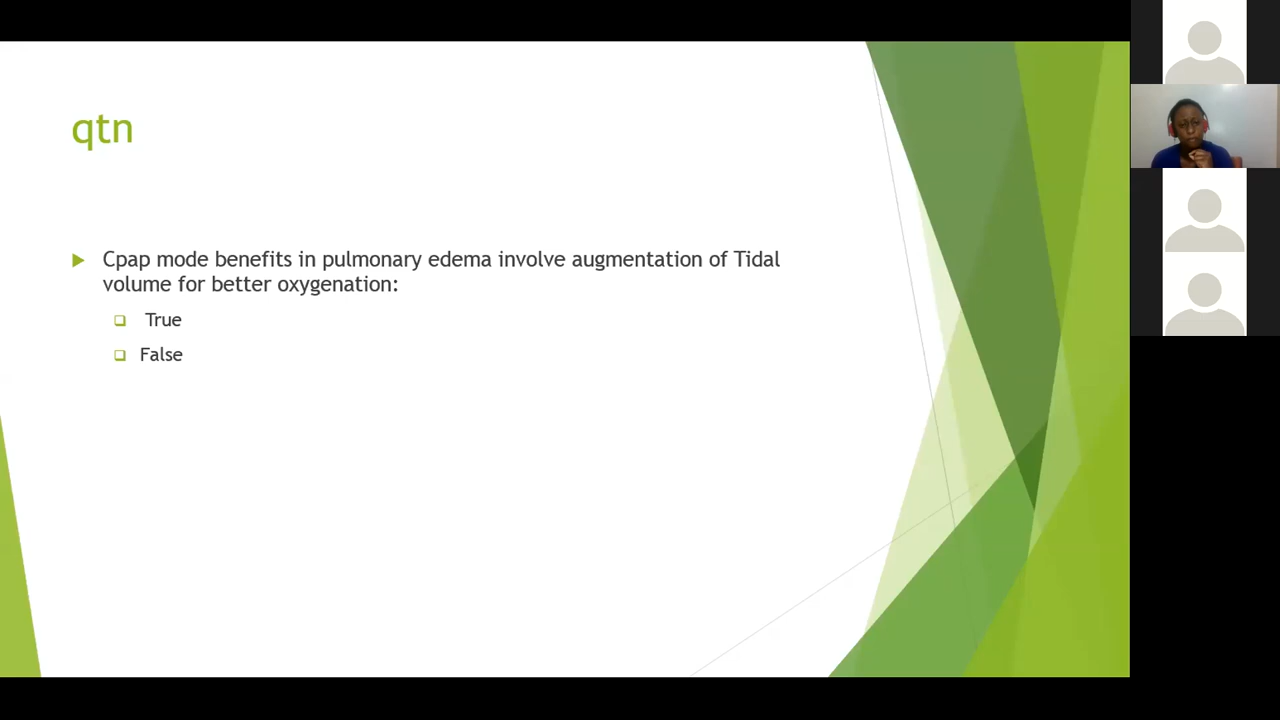 qtn
Cpap mode benefits in pulmonary edema involve augmentation of Tidal
volume for better oxygenation:
True
False